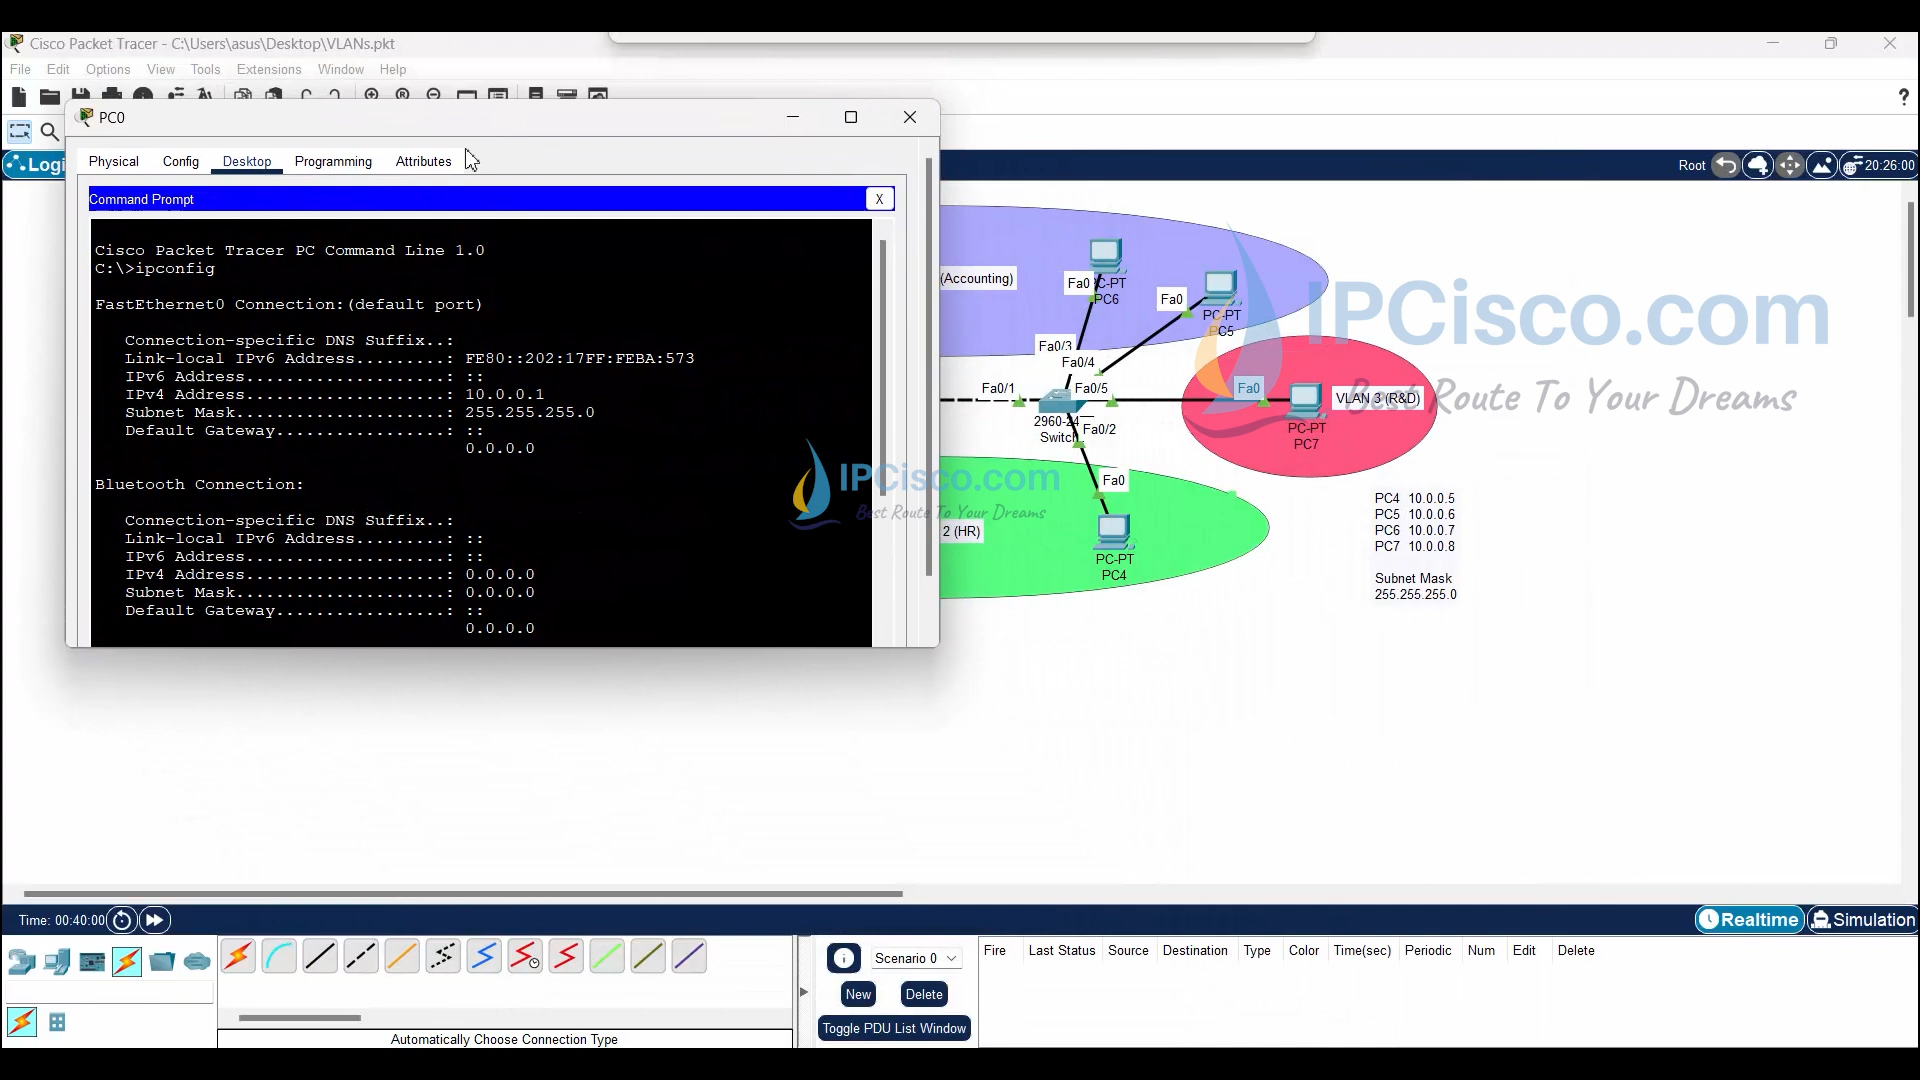 Cisco Packet Tracer - C:\Users\asus\Desktop\VLANs.pkt
File Edit Options View Tools Extensions Window Help
?
PC0
Physical Config Desktop Programming Attributes
Command Prompt X
Cisco Packet Tracer PC Command Line 1.0
C:\>ipconfig
FastEthernet0 Connection:(default port)
Connection-specific DNS Suffix..:
Link-local IPv6 Address.........: FE80::202:17FF:FEBA:573
IPv6 Address....................: ::
IPv4 Address....................: 10.0.0.1
Subnet Mask.....................: 255.255.255.0
Default Gateway.................: ::
0.0.0.0
Bluetooth Connection:
Connection-specific DNS Suffix..:
Link-local IPv6 Address.........: ::
IPv6 Address....................: ::
IPv4 Address....................: 0.0.0.0
Subnet Mask.....................: 0.0.0.0
Default Gateway.................: ::
0.0.0.0
Logi
Root 20:26:00
(Accounting)
Fa0
PC6
Fa0
PC-PT
PC5
Fa0/3
Fa0/4
Fa0/1
Fa0/5
Fa0/2
2960-24
Switch
Fa0
PC-PT
PC7
VLAN 3 (R&D)
Fa0
2 (HR)
PC-PT
PC4
PC4 10.0.0.5
PC5 10.0.0.6
PC6 10.0.0.7
PC7 10.0.0.8
Subnet Mask
255.255.255.0
IPCisco.com
Best Route To Your Dreams
IPCisco.com
Best Route To Your Dreams
Time: 00:40:00
Realtime Simulation
Automatically Choose Connection Type
Scenario 0
New Delete
Toggle PDU List Window
Fire Last Status Source Destination Type Color Time(sec) Periodic Num Edit Delete